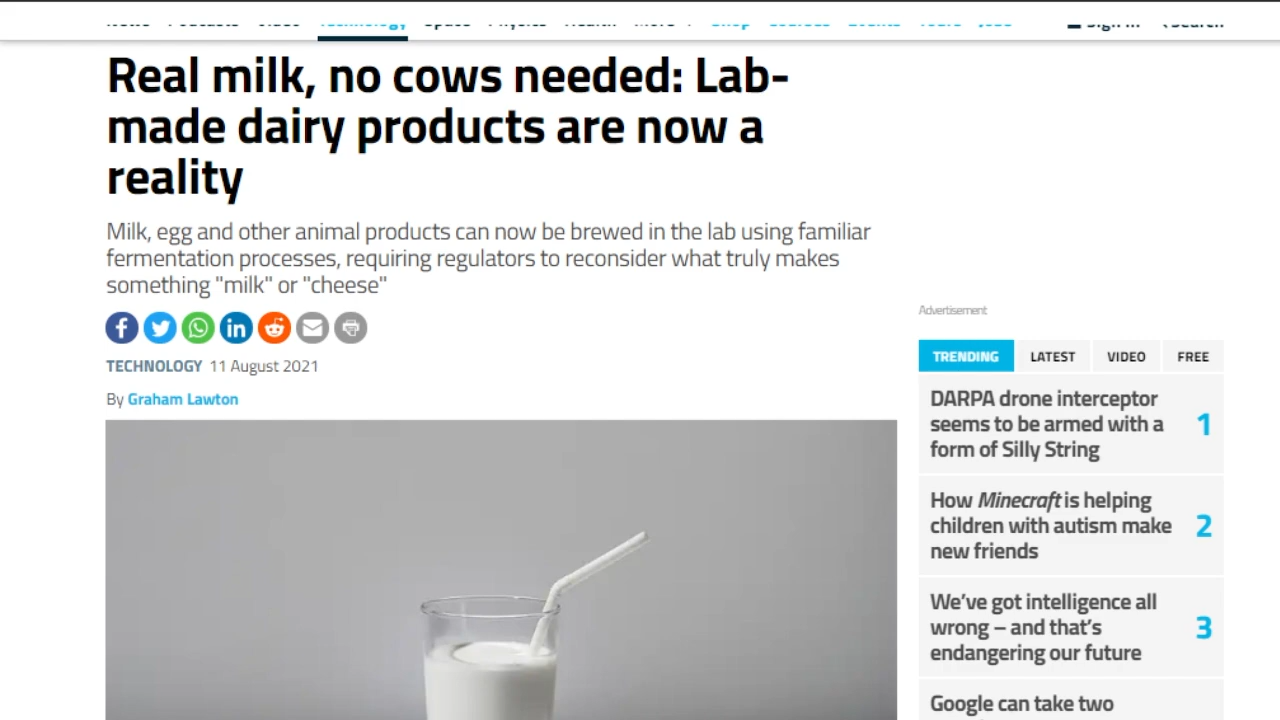 Real milk, no cows needed: Lab-
made dairy products are now a
reality
Milk, egg and other animal products can now be brewed in the lab using familiar
fermentation processes, requiring regulators to reconsider what truly makes
something "milk" or "cheese"
TECHNOLOGY 11 August 2021
By Graham Lawton
Advertisement
TRENDING LATEST VIDEO FREE
DARPA drone interceptor
seems to be armed with a
form of Silly String
1
How Minecraft is helping
children with autism make
new friends
2
We've got intelligence all
wrong – and that's
endangering our future
3
Google can take two